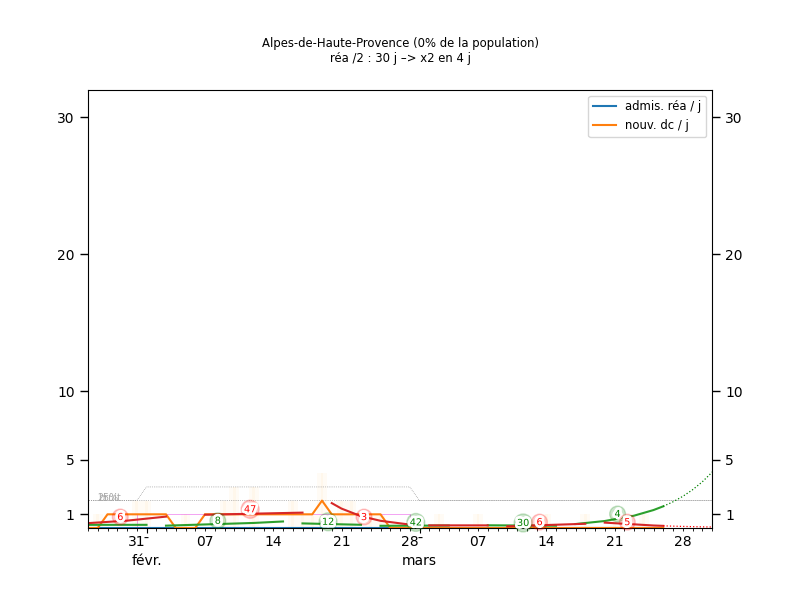 Alpes-de-Haute-Provence (0% de la population)
réa /2 : 30 j –> x2 en 4 j
admis. réa / j
nouv. dc / j
30 30
20 20
10 10
5 5
1 1
6 8 47 12 3 42 30 6 4 5
31 07 14 21 28 07 14 21 28
févr. mars